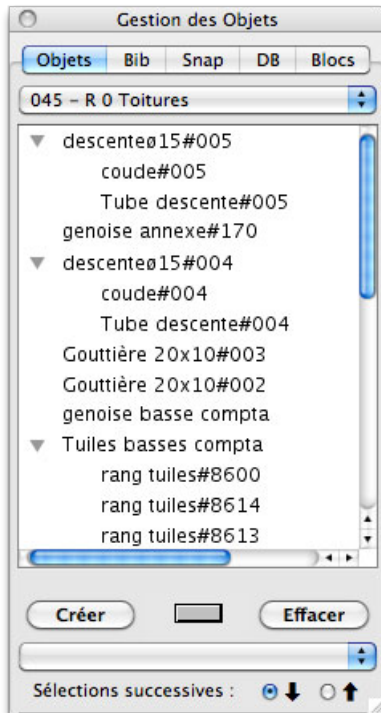 Gestion des Objets
Objets Bib Snap DB Blocs
045 – R 0 Toitures
descenteø15#005
coude#005
Tube descente#005
genoise annexe#170
descenteø15#004
coude#004
Tube descente#004
Gouttière 20x10#003
Gouttière 20x10#002
genoise basse compta
Tuiles basses compta
rang tuiles#8600
rang tuiles#8614
rang tuiles#8613
Créer Effacer
Sélections successives :